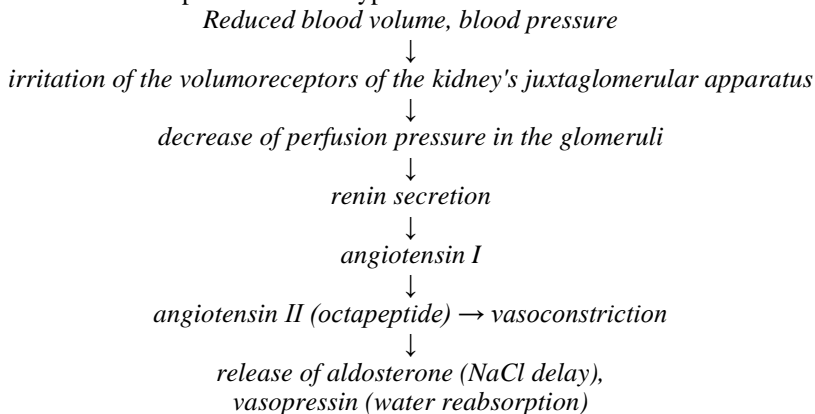 Reduced blood volume, blood pressure
↓
irritation of the volumoreceptors of the kidney's juxtaglomerular apparatus
↓
decrease of perfusion pressure in the glomeruli
↓
renin secretion
↓
angiotensin I
↓
angiotensin II (octapeptide) → vasoconstriction
↓
release of aldosterone (NaCl delay),
vasopressin (water reabsorption)